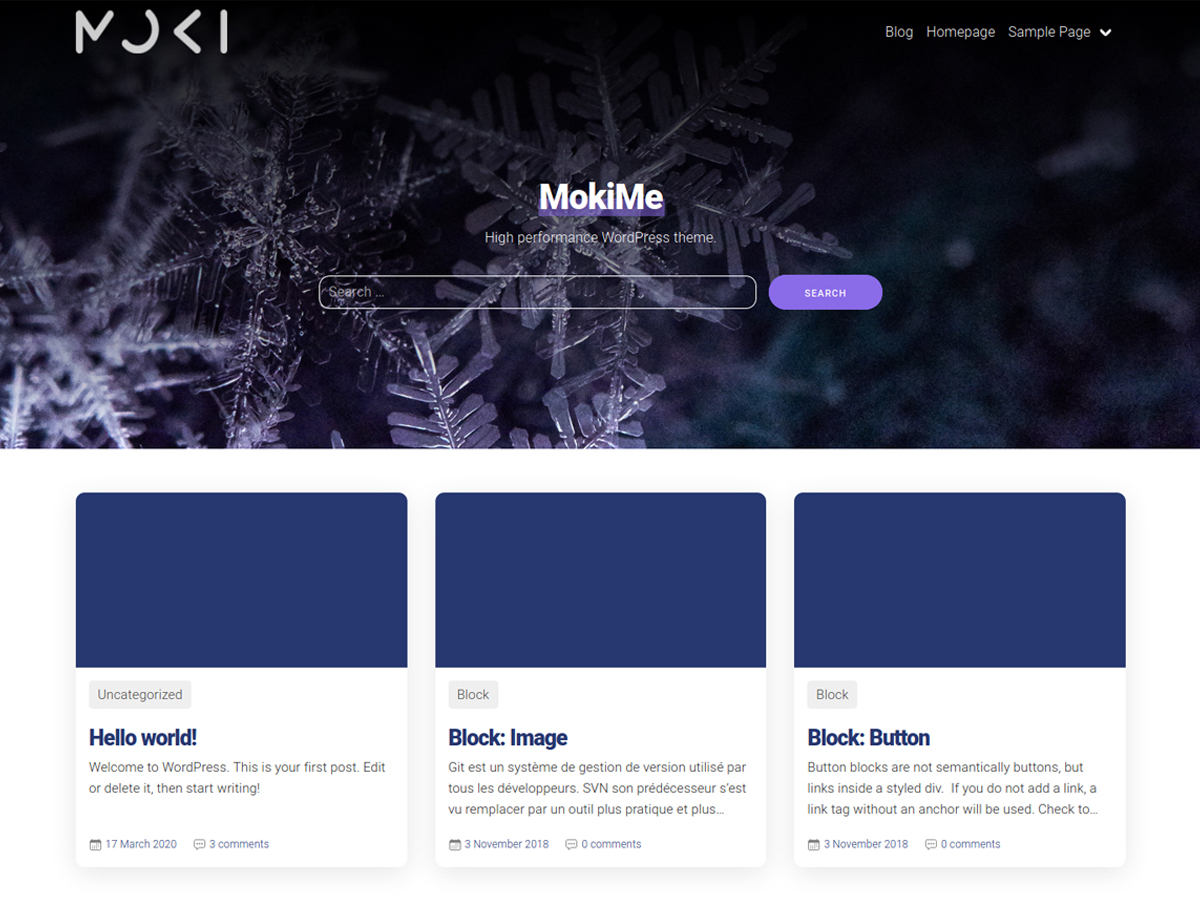 MOKI
Blog Homepage Sample Page
MokiMe
High performance WordPress theme.
Search ...
SEARCH
Uncategorized
Hello world!
Welcome to WordPress. This is your first post. Edit
or delete it, then start writing!
17 March 2020 3 comments
Block
Block: Image
Git est un système de gestion de version utilisé par
tous les développeurs. SVN son prédécesseur s’est
vu remplacer par un outil plus pratique et plus…
3 November 2018 0 comments
Block
Block: Button
Button blocks are not semantically buttons, but
links inside a styled div.  If you do not add a link, a
link tag without an anchor will be used. Check to…
3 November 2018 0 comments